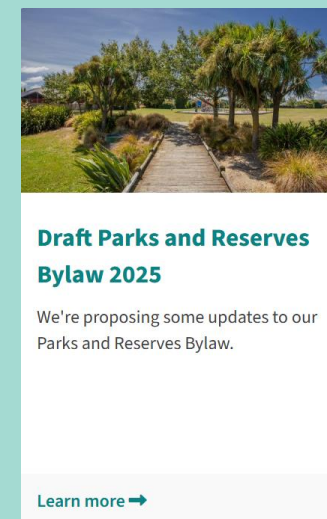 Draft Parks and Reserves
Bylaw 2025
We're proposing some updates to our
Parks and Reserves Bylaw.
Learn more ➡